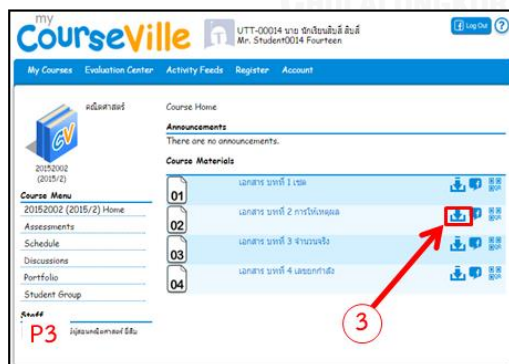 my
CourseVille
UTT-00014 นาย นักเรียนสิบสี่ สิบสี่
Mr. Student0014 Fourteen
Log Out
?
My Courses Evaluation Center Activity Feeds Register Account
คณิตศาสตร์
CV
20152002
(2015/2)
Course Menu
20152002 (2015/2) Home
Assessments
Schedule
Discussions
Portfolio
Student Group
Staff
P3
Course Home
Announcements
There are no announcements.
Course Materials
01 เอกสาร บทที่ 1 เซต
02 เอกสาร บทที่ 2 การให้เหตุผล
03 เอกสาร บทที่ 3 จำนวนจริง
04 เอกสาร บทที่ 4 เลขยกกำลัง
3